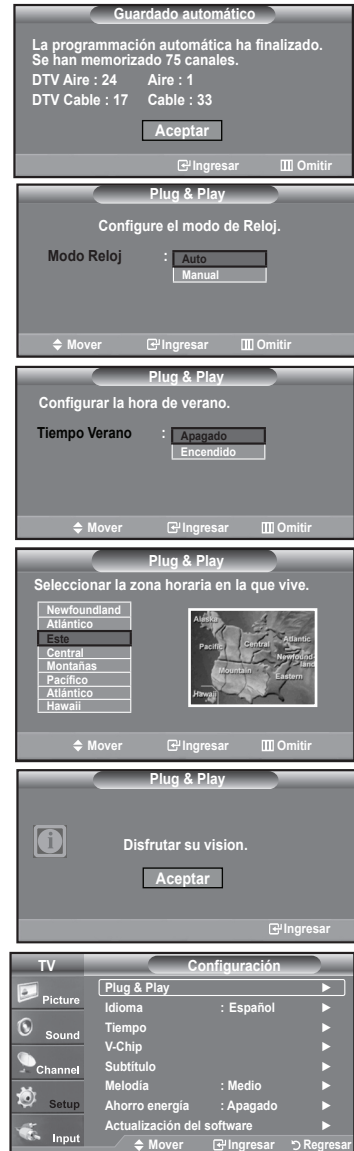 Guardado automático
La programmación automática ha finalizado.
Se han memorizado 75 canales.
DTV Aire : 24 Aire : 1
DTV Cable : 17 Cable : 33
Aceptar
Ingresar Omitir
Plug & Play
Configure el modo de Reloj.
Modo Reloj : Auto
Manual
Mover Ingresar Omitir
Plug & Play
Configurar la hora de verano.
Tiempo Verano : Apagado
Encendido
Mover Ingresar Omitir
Plug & Play
Seleccionar la zona horaria en la que vive.
Newfoundland
Atlántico
Este
Central
Montañas
Pacífico
Atlántico
Hawaii
Alaska
Pacific
Central
Atlantic
Newfound-
land
Mountain
Eastern
Hawaii
Mover Ingresar Omitir
Plug & Play
Disfrutar su vision.
Aceptar
Ingresar
TV Configuración
Picture
Sound
Channel
Setup
Input
Plug & Play
Idioma : Español
Tiempo
V-Chip
Subtítulo
Melodía : Medio
Ahorro energía : Apagado
Actualización del software
Mover Ingresar Regresar